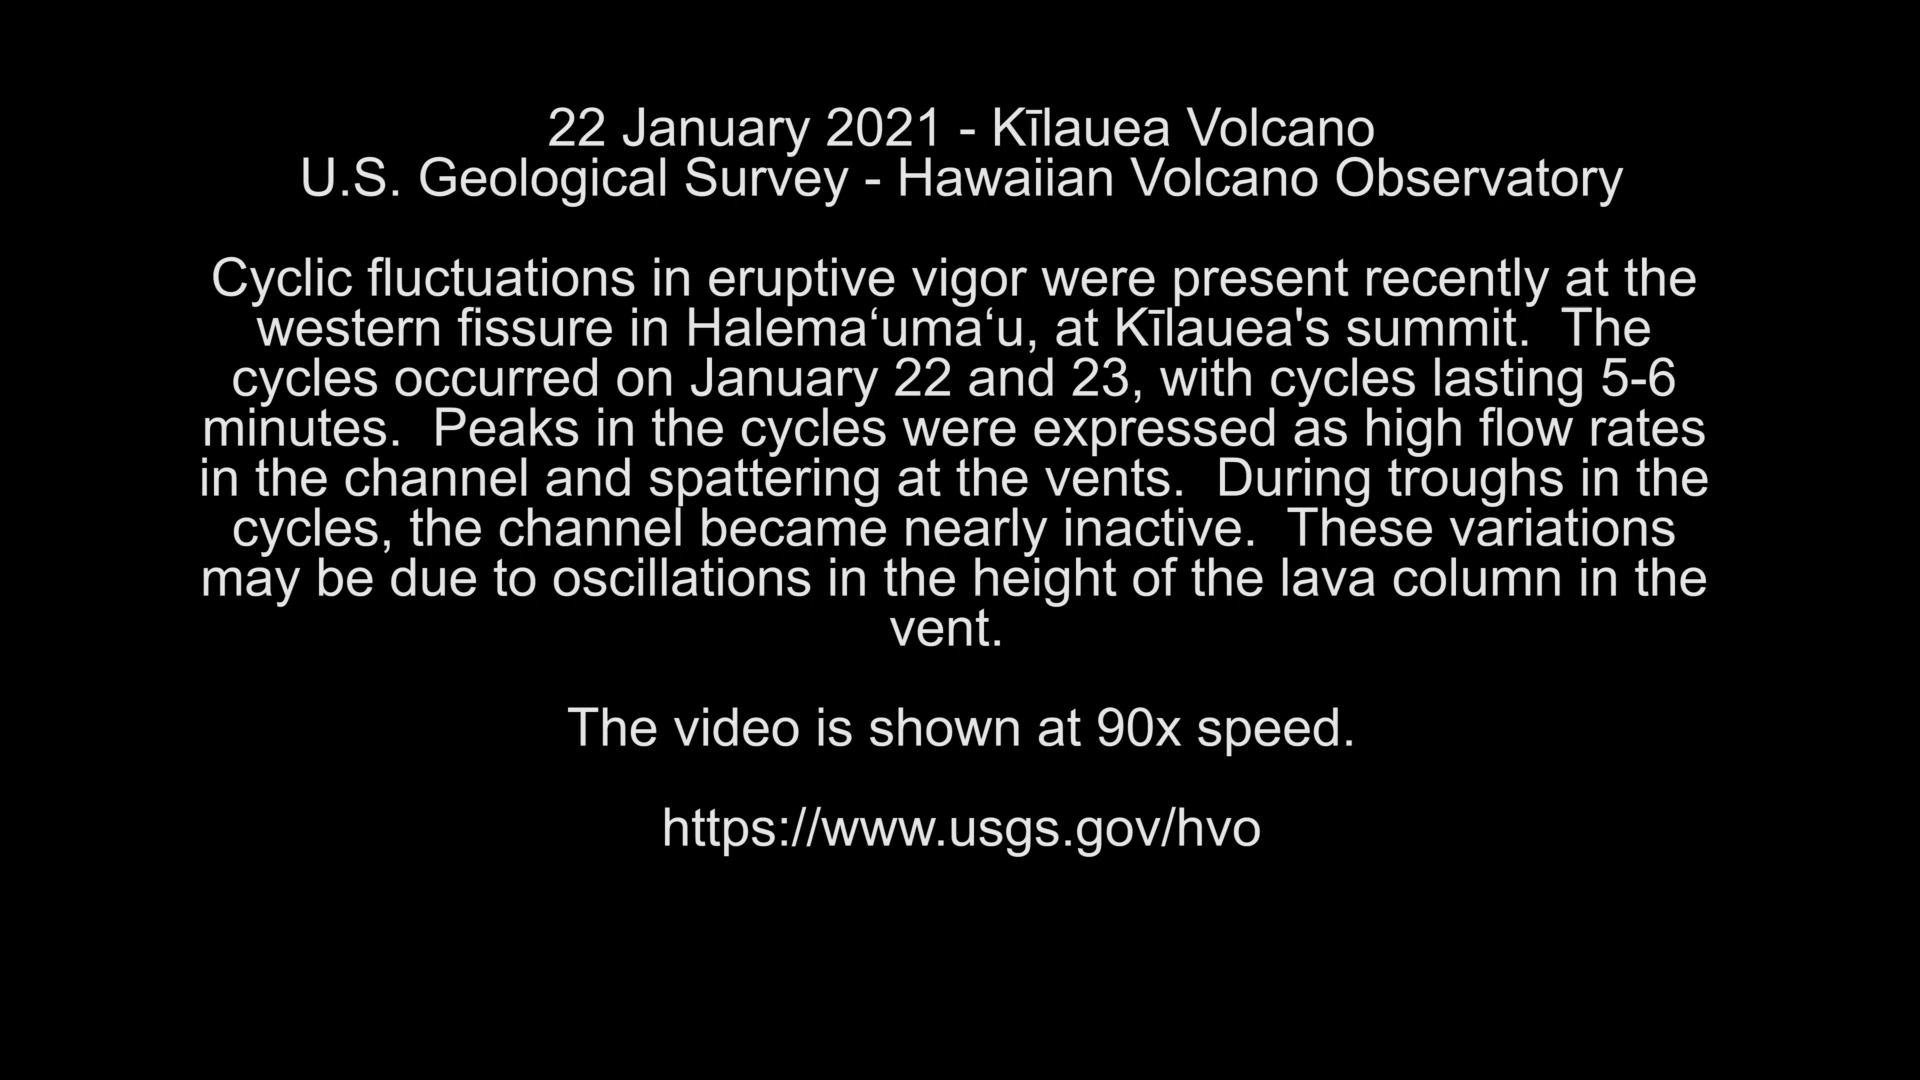 22 January 2021 - Kīlauea Volcano
U.S. Geological Survey - Hawaiian Volcano Observatory
Cyclic fluctuations in eruptive vigor were present recently at the
western fissure in Halemaʻumaʻu, at Kīlauea's summit.  The
cycles occurred on January 22 and 23, with cycles lasting 5-6
minutes.  Peaks in the cycles were expressed as high flow rates
in the channel and spattering at the vents.  During troughs in the
cycles, the channel became nearly inactive.  These variations
may be due to oscillations in the height of the lava column in the
vent.
The video is shown at 90x speed.
https://www.usgs.gov/hvo